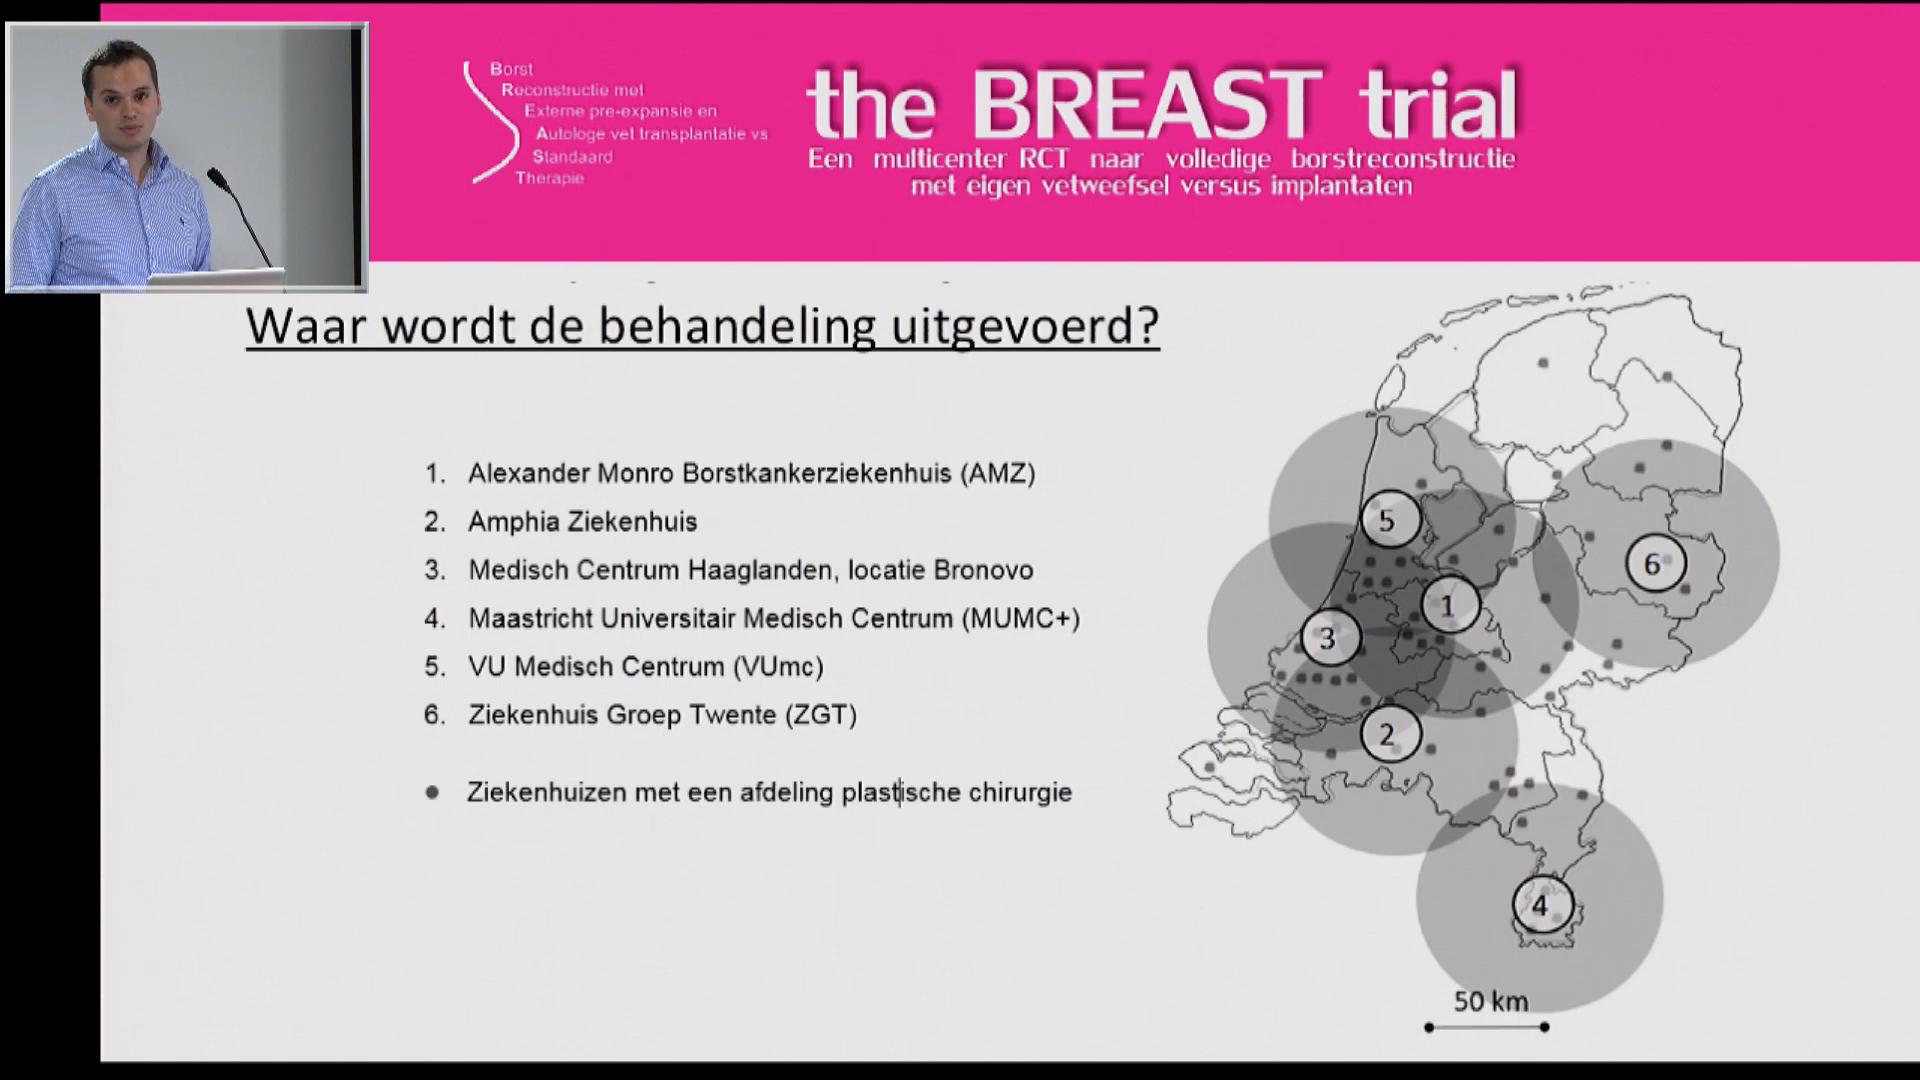 Borst
Reconstructie met
Externe pre-expansie en
Autologe vet transplantatie vs
Standaard
Therapie
the BREAST trial
Een multicenter RCT naar volledige borstreconstructie
met eigen vetweefsel versus implantaten
Waar wordt de behandeling uitgevoerd?
1. Alexander Monro Borstkankerziekenhuis (AMZ)
2. Amphia Ziekenhuis
3. Medisch Centrum Haaglanden, locatie Bronovo
4. Maastricht Universitair Medisch Centrum (MUMC+)
5. VU Medisch Centrum (VUmc)
6. Ziekenhuis Groep Twente (ZGT)
● Ziekenhuizen met een afdeling plastische chirurgie
5
6
1
3
2
4
50 km